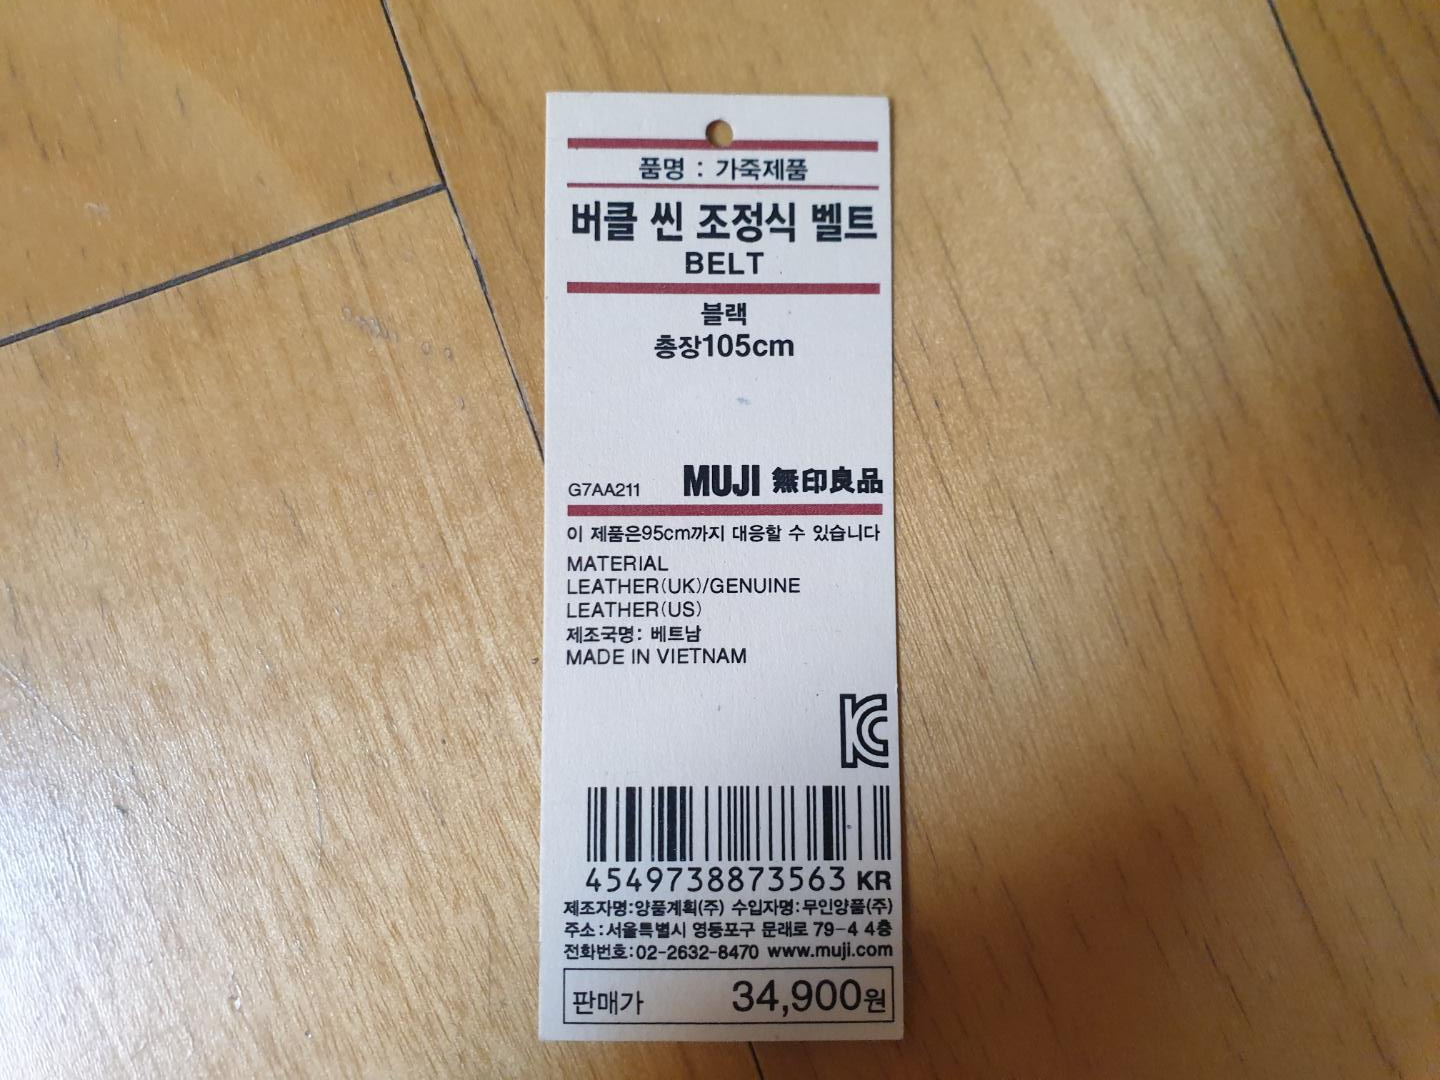 품명 : 가죽제품
버클 씬 조정식 벨트
BELT
블랙
총장105cm
G7AA211 MUJI 無印良品
이 제품은95cm까지 대응할 수 있습니다
MATERIAL
LEATHER(UK)/GENUINE
LEATHER(US)
제조국명: 베트남
MADE IN VIETNAM
KC
4549738873563 KR
제조자명:양품계획(주) 수입자명:무인양품(주)
주소:서울특별시 영등포구 문래로 79-4 4층
전화번호:02-2632-8470 www.muji.com
판매가 34,900원